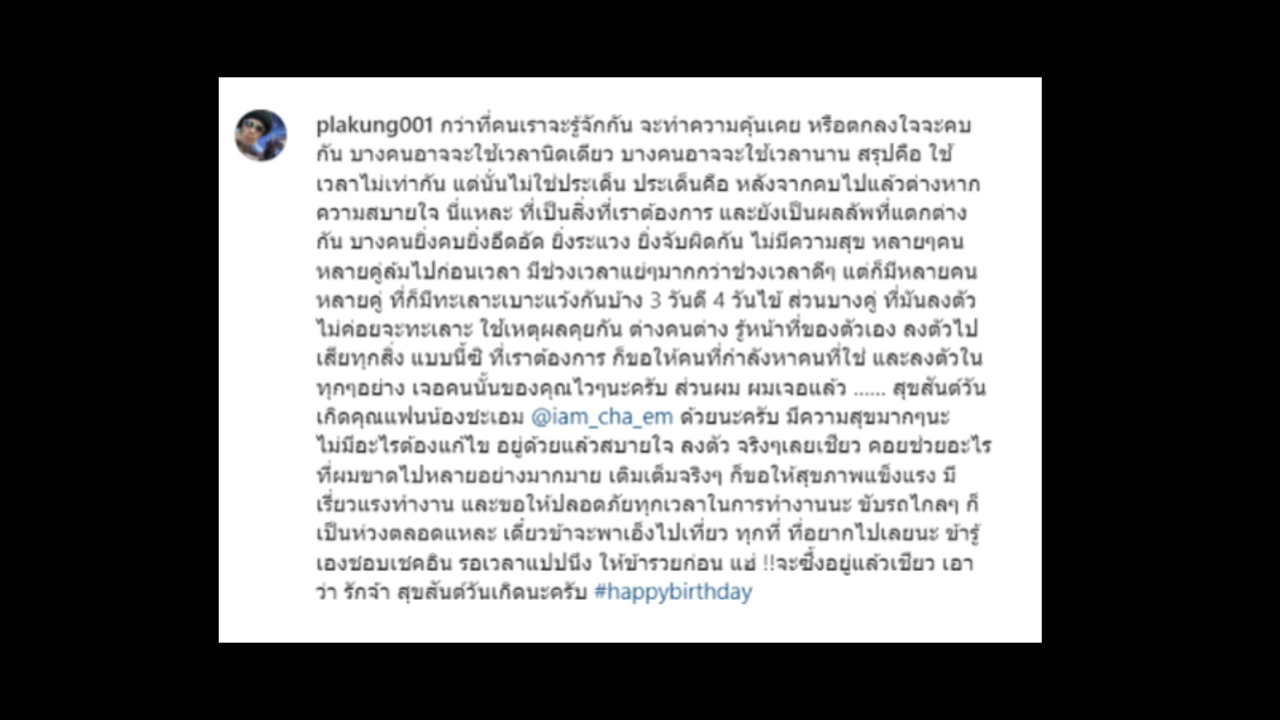 plakung001 กว่าที่คนเราจะรู้จักกัน จะทำความคุ้นเคย หรือตกลงใจจะคบ
กัน บางคนอาจจะใช้เวลานิดเดียว บางคนอาจจะใช้เวลานาน สรุปคือ ใช้
เวลาไม่เท่ากัน แต่นั่นไม่ใช่ประเด็น ประเด็นคือ หลังจากคบไปแล้วต่างหาก
ความสบายใจ นี่แหละ ที่เป็นสิ่งที่เราต้องการ และยังเป็นผลลัพที่แตกต่าง
กัน บางคนยิ่งคบยิ่งอึดอัด ยิ่งระแวง ยิ่งจับผิดกัน ไม่มีความสุข หลายๆคน
หลายคู่ล้มไปก่อนเวลา มีช่วงเวลาแย่ๆมากกว่าช่วงเวลาดีๆ แต่ก็มีหลายคน
หลายคู่ ที่ก็มีทะเลาะเบาะแว้งกันบ้าง 3 วันดี 4 วันไข้ ส่วนบางคู่ ที่มันลงตัว
ไม่ค่อยจะทะเลาะ ใช้เหตุผลคุยกัน ต่างคนต่าง รู้หน้าที่ของตัวเอง ลงตัวไป
เสียทุกสิ่ง แบบนี้ซิ ที่เราต้องการ ก็ขอให้คนที่กำลังหาคนที่ใช่ และลงตัวใน
ทุกๆอย่าง เจอคนนั้นของคุณไวๆนะครับ ส่วนผม ผมเจอแล้ว ...... สุขสันต์วัน
เกิดคุณแฟนน้องชะเอม @iam_cha_em ด้วยนะครับ มีความสุขมากๆนะ
ไม่มีอะไรต้องแก้ไข อยู่ด้วยแล้วสบายใจ ลงตัว จริงๆเลยเชียว คอยช่วยอะไร
ที่ผมขาดไปหลายอย่างมากมาย เติมเต็มจริงๆ ก็ขอให้สุขภาพแข็งแรง มี
เรี่ยวแรงทำงาน และขอให้ปลอดภัยทุกเวลาในการทำงานนะ ขับรถไกลๆ ก็
เป็นห่วงตลอดแหละ เดี๋ยวข้าจะพาเอ็งไปเที่ยว ทุกที่ ที่อยากไปเลยนะ ข้ารู้
เองชอบเชคอิน รอเวลาแปปนึง ให้ข้ารวยก่อน แฮ่ !!จะซึ้งอยู่แล้วเชียว เอา
ว่า รักจ้า สุขสันต์วันเกิดนะครับ #happybirthday